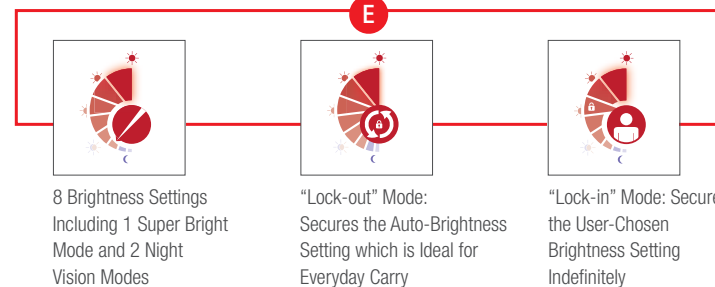 E
8 Brightness Settings
Including 1 Super Bright
Mode and 2 Night
Vision Modes
“Lock-out” Mode:
Secures the Auto-Brightness
Setting which is Ideal for
Everyday Carry
“Lock-in” Mode: Secure
the User-Chosen
Brightness Setting
Indefinitely